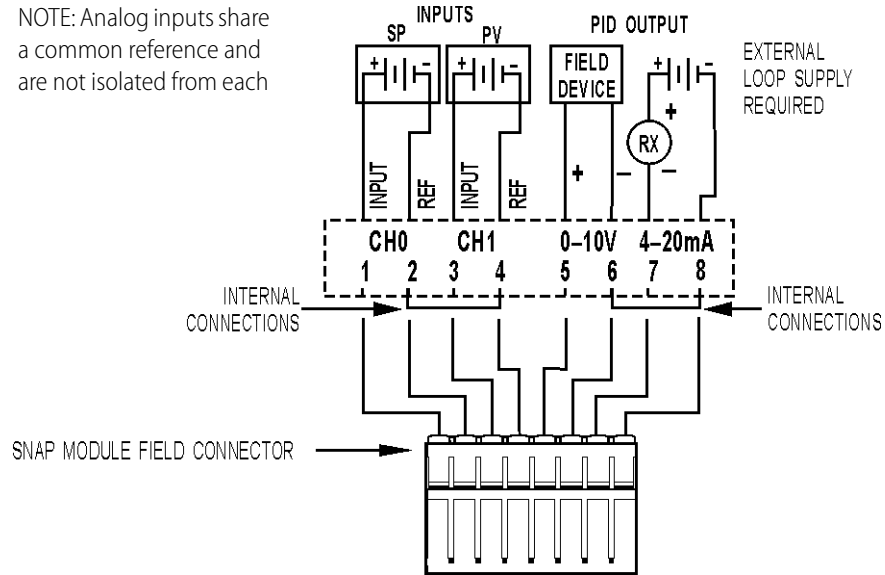 NOTE: Analog inputs share
a common reference and
are not isolated from each
INPUTS
SP
PV
PID OUTPUT
FIELD
DEVICE
EXTERNAL
LOOP SUPPLY
REQUIRED
+ -
+ -
+ -
+
RX
INPUT
REF
INPUT
REF
+ - -
CH0 CH1 0-10V 4-20mA
1 2 3 4 5 6 7 8
INTERNAL
CONNECTIONS
INTERNAL
CONNECTIONS
SNAP MODULE FIELD CONNECTOR